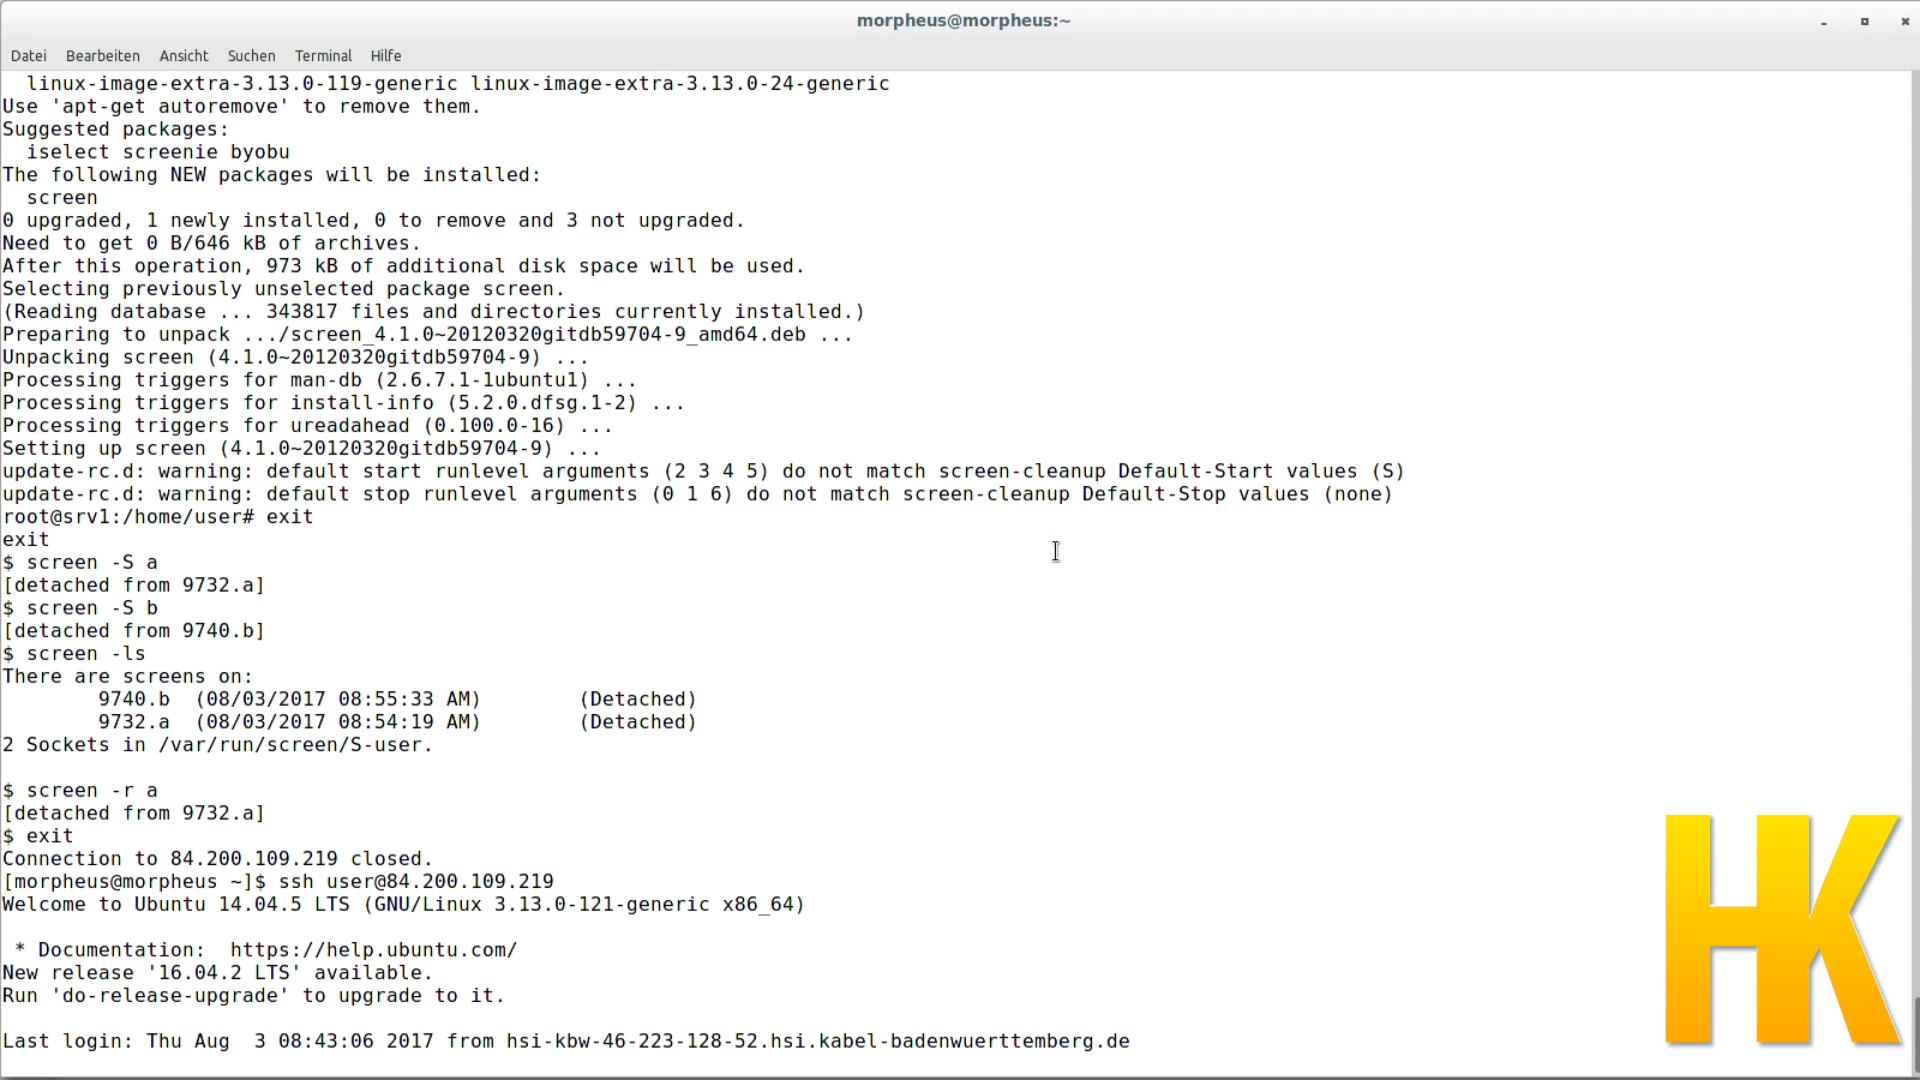 morpheus@morpheus:~
Datei Bearbeiten Ansicht Suchen Terminal Hilfe
linux-image-extra-3.13.0-119-generic linux-image-extra-3.13.0-24-generic
Use 'apt-get autoremove' to remove them.
Suggested packages:
iselect screenie byobu
The following NEW packages will be installed:
screen
0 upgraded, 1 newly installed, 0 to remove and 3 not upgraded.
Need to get 0 B/646 kB of archives.
After this operation, 973 kB of additional disk space will be used.
Selecting previously unselected package screen.
(Reading database ... 343817 files and directories currently installed.)
Preparing to unpack .../screen_4.1.0~20120320gitdb59704-9_amd64.deb ...
Unpacking screen (4.1.0~20120320gitdb59704-9) ...
Processing triggers for man-db (2.6.7.1-1ubuntu1) ...
Processing triggers for install-info (5.2.0.dfsg.1-2) ...
Processing triggers for ureadahead (0.100.0-16) ...
Setting up screen (4.1.0~20120320gitdb59704-9) ...
update-rc.d: warning: default start runlevel arguments (2 3 4 5) do not match screen-cleanup Default-Start values (S)
update-rc.d: warning: default stop runlevel arguments (0 1 6) do not match screen-cleanup Default-Stop values (none)
root@srv1:/home/user# exit
exit
$ screen -S a
[detached from 9732.a]
$ screen -S b
[detached from 9740.b]
$ screen -ls
There are screens on:
9740.b (08/03/2017 08:55:33 AM) (Detached)
9732.a (08/03/2017 08:54:19 AM) (Detached)
2 Sockets in /var/run/screen/S-user.
$ screen -r a
[detached from 9732.a]
$ exit
Connection to 84.200.109.219 closed.
[morpheus@morpheus ~]$ ssh user@84.200.109.219
Welcome to Ubuntu 14.04.5 LTS (GNU/Linux 3.13.0-121-generic x86_64)
* Documentation: https://help.ubuntu.com/
New release '16.04.2 LTS' available.
Run 'do-release-upgrade' to upgrade to it.
Last login: Thu Aug 3 08:43:06 2017 from hsi-kbw-46-223-128-52.hsi.kabel-badenwuerttemberg.de
HK